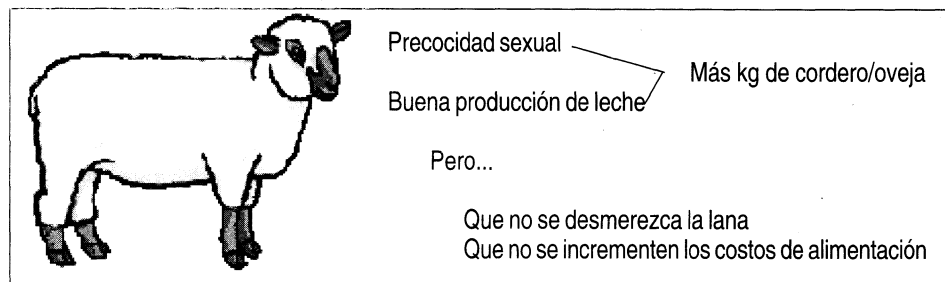 Precocidad sexual
Más kg de cordero/oveja
Buena producción de leche
Pero...
Que no se desmerezca la lana
Que no se incrementen los costos de alimentación